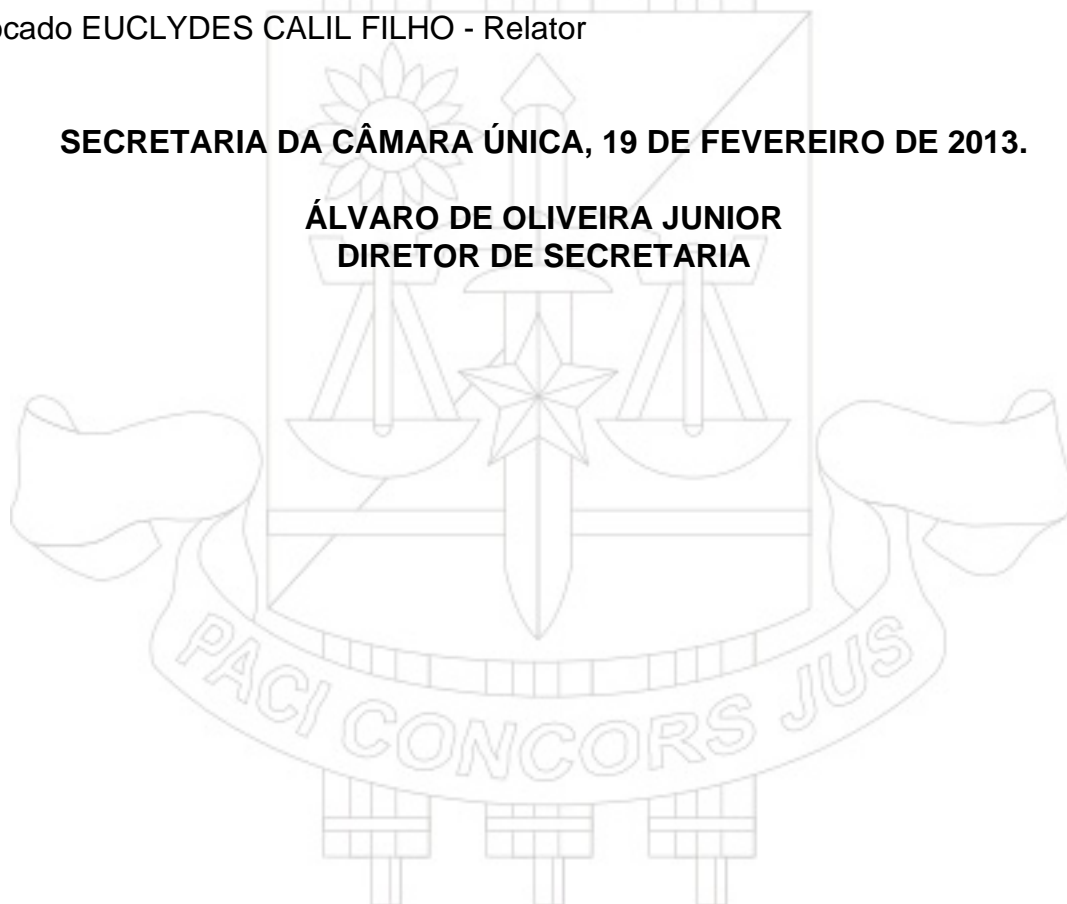 ocado EUCLYDES CALIL FILHO - Relator
SECRETARIA DA CÂMARA ÚNICA, 19 DE FEVEREIRO DE 2013.
ÁLVARO DE OLIVEIRA JUNIOR
DIRETOR DE SECRETARIA
PACI CONCORS JUS